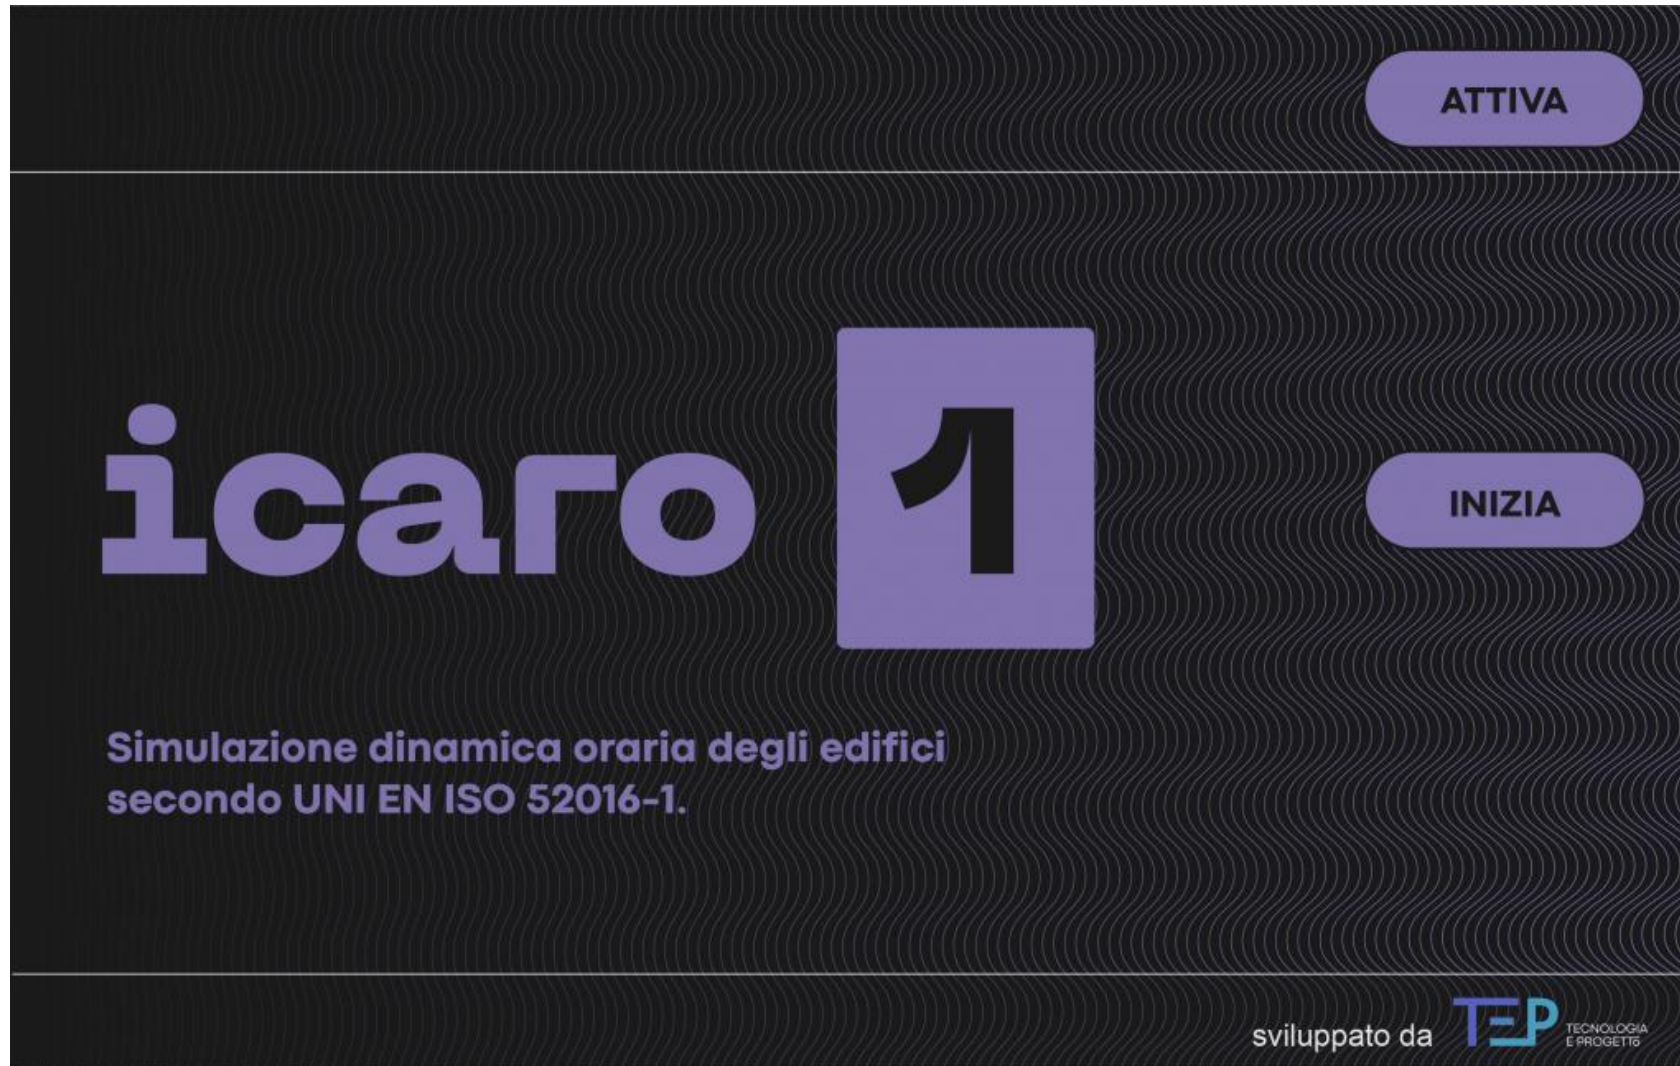 ATTIVA
icaro 1
INIZIA
Simulazione dinamica oraria degli edifici
secondo UNI EN ISO 52016-1.
sviluppato da TEP TECNOLOGIA
E PROGETTO